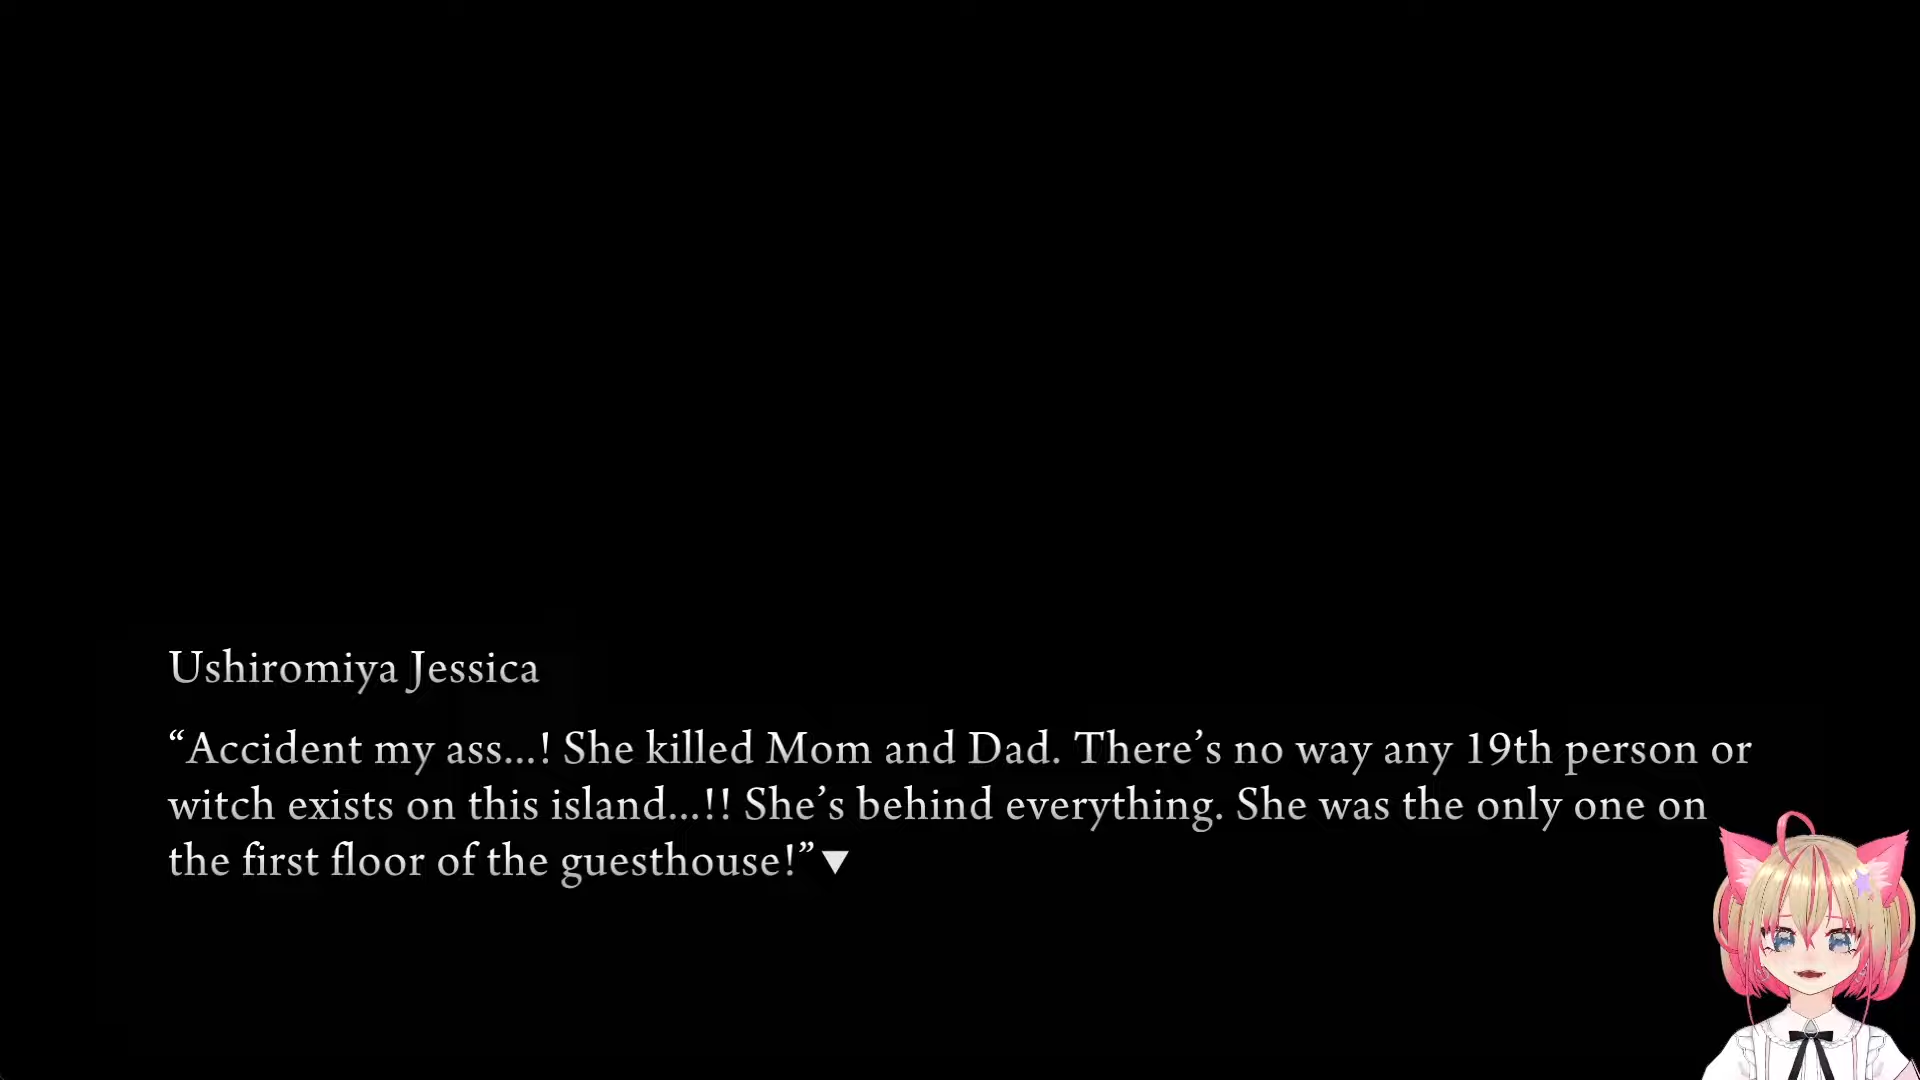 Ushiromiya Jessica
“Accident my ass...! She killed Mom and Dad. There’s no way any 19th person or
witch exists on this island...!! She’s behind everything. She was the only one on
the first floor of the guesthouse!”▼